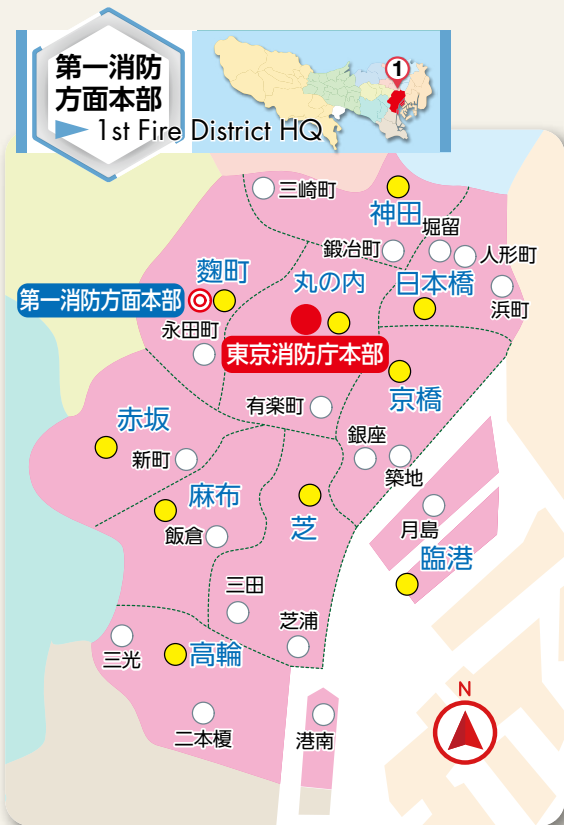 第一消防
方面本部
1st Fire District HQ
1
三崎町
神田
堀留
鍛冶町
人形町
麴町
丸の内
日本橋
浜町
第一消防方面本部
永田町
東京消防庁本部
有楽町
京橋
赤坂
銀座
新町
築地
麻布
芝
月島
飯倉
臨港
三田
芝浦
三光
高輪
N
二本榎
港南